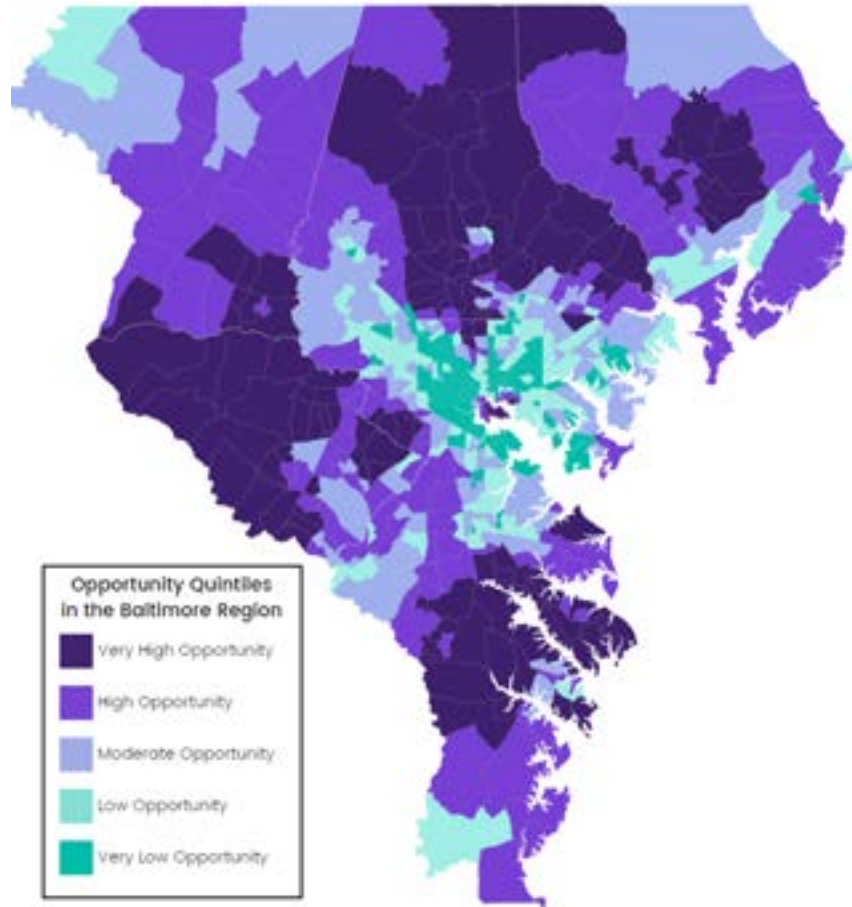 Opportunity Quintiles
in the Baltimore Region
Very High Opportunity
High Opportunity
Moderate Opportunity
Low Opportunity
Very Low Opportunity